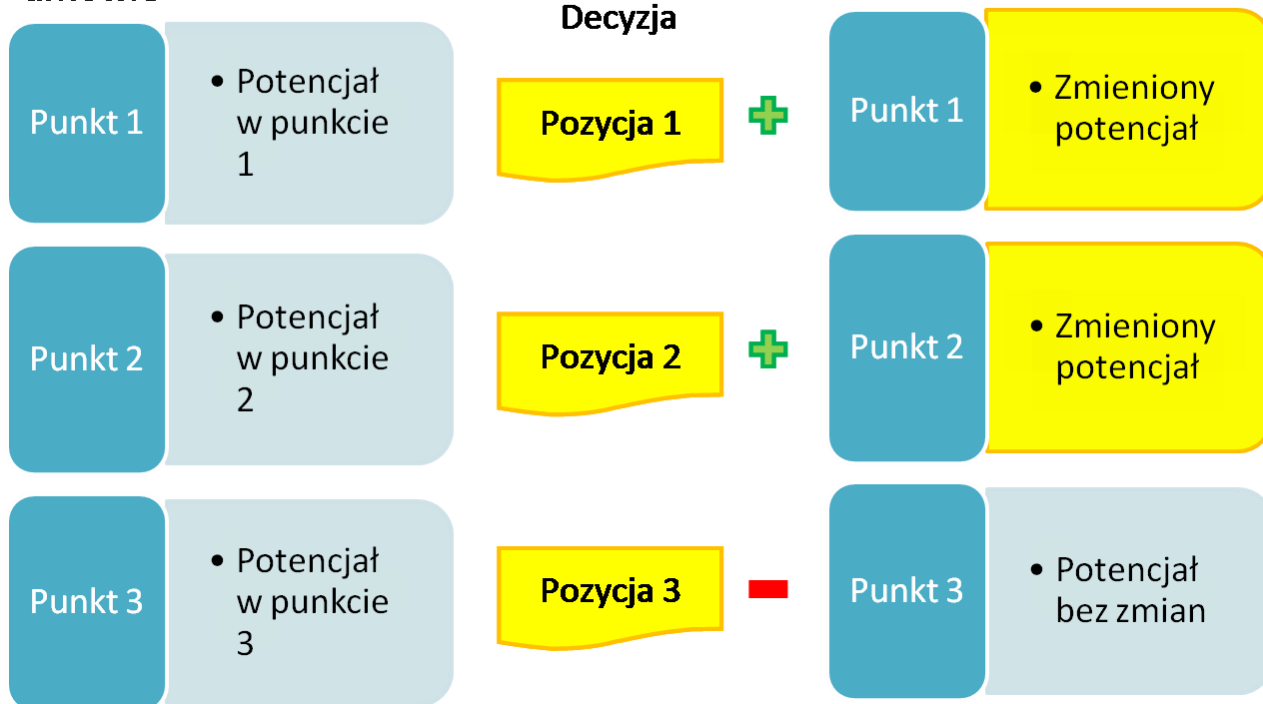 Decyzja
Punkt 1
• Potencjał
w punkcie
1
Pozycja 1
Punkt 1
• Zmieniony
potencjał
Punkt 2
• Potencjał
w punkcie
2
Pozycja 2
Punkt 2
• Zmieniony
potencjał
Punkt 3
• Potencjał
w punkcie
3
Pozycja 3
Punkt 3
• Potencjał
bez zmian